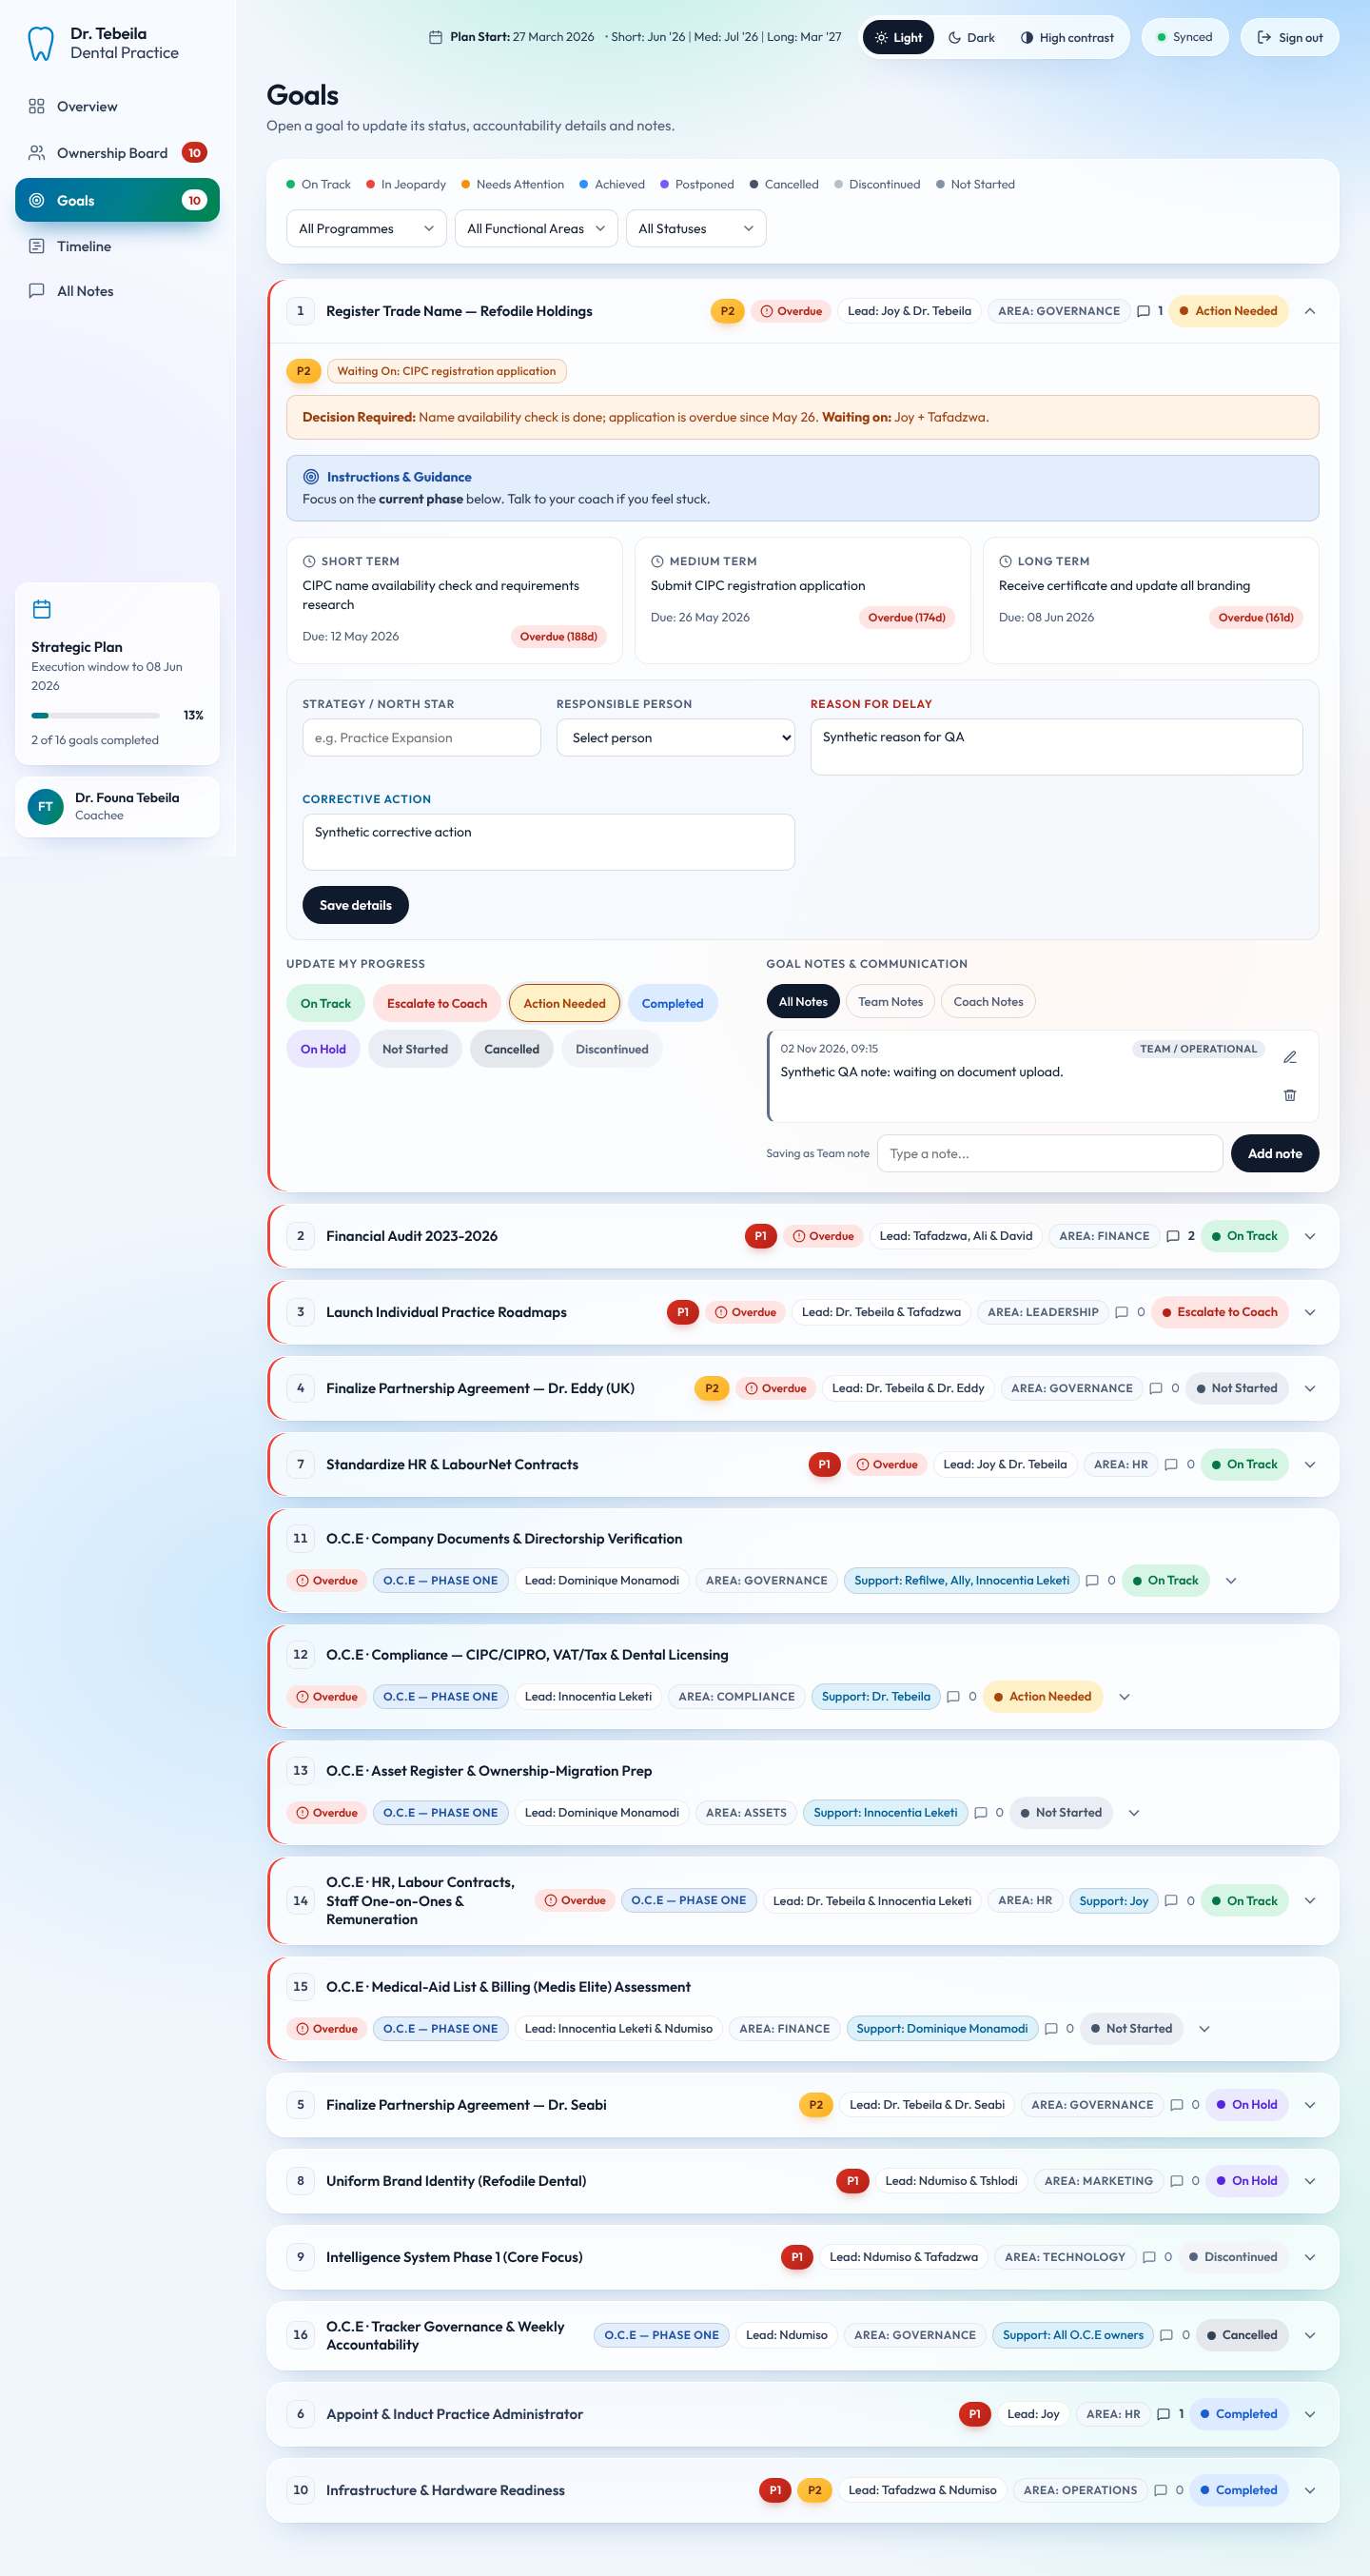 Dr. Tebeila
Dental Practice
Overview
Ownership Board 10
Goals 10
Timeline
All Notes
Strategic Plan
Execution window to 08 Jun
2026
13%
2 of 16 goals completed
FT
Dr. Founa Tebeila
Coachee
Plan Start: 27 March 2026 · Short: Jun '26 | Med: Jul '26 | Long: Mar '27
Light Dark High contrast
Synced
Sign out
Goals
Open a goal to update its status, accountability details and notes.
On Track In Jeopardy Needs Attention Achieved Postponed Cancelled Discontinued Not Started
All Programmes All Functional Areas All Statuses
1 Register Trade Name — Refodile Holdings P2 Overdue Lead: Joy & Dr. Tebeila AREA: GOVERNANCE 1 Action Needed
P2 Waiting On: CIPC registration application
Decision Required: Name availability check is done; application is overdue since May 26. Waiting on: Joy + Tafadzwa.
Instructions & Guidance
Focus on the current phase below. Talk to your coach if you feel stuck.
SHORT TERM
CIPC name availability check and requirements
research
Due: 12 May 2026 Overdue (188d)
MEDIUM TERM
Submit CIPC registration application
Due: 26 May 2026 Overdue (174d)
LONG TERM
Receive certificate and update all branding
Due: 08 Jun 2026 Overdue (161d)
STRATEGY / NORTH STAR
e.g. Practice Expansion
RESPONSIBLE PERSON
Select person
REASON FOR DELAY
Synthetic reason for QA
CORRECTIVE ACTION
Synthetic corrective action
Save details
UPDATE MY PROGRESS
On Track Escalate to Coach Action Needed Completed
On Hold Not Started Cancelled Discontinued
GOAL NOTES & COMMUNICATION
All Notes Team Notes Coach Notes
02 Nov 2026, 09:15 TEAM / OPERATIONAL
Synthetic QA note: waiting on document upload.
Saving as Team note Type a note... Add note
2 Financial Audit 2023-2026 P1 Overdue Lead: Tafadzwa, Ali & David AREA: FINANCE 2 On Track
3 Launch Individual Practice Roadmaps P1 Overdue Lead: Dr. Tebeila & Tafadzwa AREA: LEADERSHIP 0 Escalate to Coach
4 Finalize Partnership Agreement — Dr. Eddy (UK) P2 Overdue Lead: Dr. Tebeila & Dr. Eddy AREA: GOVERNANCE 0 Not Started
7 Standardize HR & LabourNet Contracts P1 Overdue Lead: Joy & Dr. Tebeila AREA: HR 0 On Track
11 O.C.E · Company Documents & Directorship Verification
Overdue O.C.E — PHASE ONE Lead: Dominique Monamodi AREA: GOVERNANCE Support: Refilwe, Ally, Innocentia Leketi 0 On Track
12 O.C.E · Compliance — CIPC/CIPRO, VAT/Tax & Dental Licensing
Overdue O.C.E — PHASE ONE Lead: Innocentia Leketi AREA: COMPLIANCE Support: Dr. Tebeila 0 Action Needed
13 O.C.E · Asset Register & Ownership-Migration Prep
Overdue O.C.E — PHASE ONE Lead: Dominique Monamodi AREA: ASSETS Support: Innocentia Leketi 0 Not Started
O.C.E · HR, Labour Contracts,
14 Staff One-on-Ones & Overdue O.C.E — PHASE ONE Lead: Dr. Tebeila & Innocentia Leketi AREA: HR Support: Joy 0 On Track
Remuneration
15 O.C.E · Medical-Aid List & Billing (Medis Elite) Assessment
Overdue O.C.E — PHASE ONE Lead: Innocentia Leketi & Ndumiso AREA: FINANCE Support: Dominique Monamodi 0 Not Started
5 Finalize Partnership Agreement — Dr. Seabi P2 Lead: Dr. Tebeila & Dr. Seabi AREA: GOVERNANCE 0 On Hold
8 Uniform Brand Identity (Refodile Dental) P1 Lead: Ndumiso & Tshlodi AREA: MARKETING 0 On Hold
9 Intelligence System Phase 1 (Core Focus) P1 Lead: Ndumiso & Tafadzwa AREA: TECHNOLOGY 0 Discontinued
16 O.C.E · Tracker Governance & Weekly O.C.E — PHASE ONE Lead: Ndumiso AREA: GOVERNANCE Support: All O.C.E owners 0 Cancelled
Accountability
6 Appoint & Induct Practice Administrator P1 Lead: Joy AREA: HR 1 Completed
10 Infrastructure & Hardware Readiness P1 P2 Lead: Tafadzwa & Ndumiso AREA: OPERATIONS 0 Completed